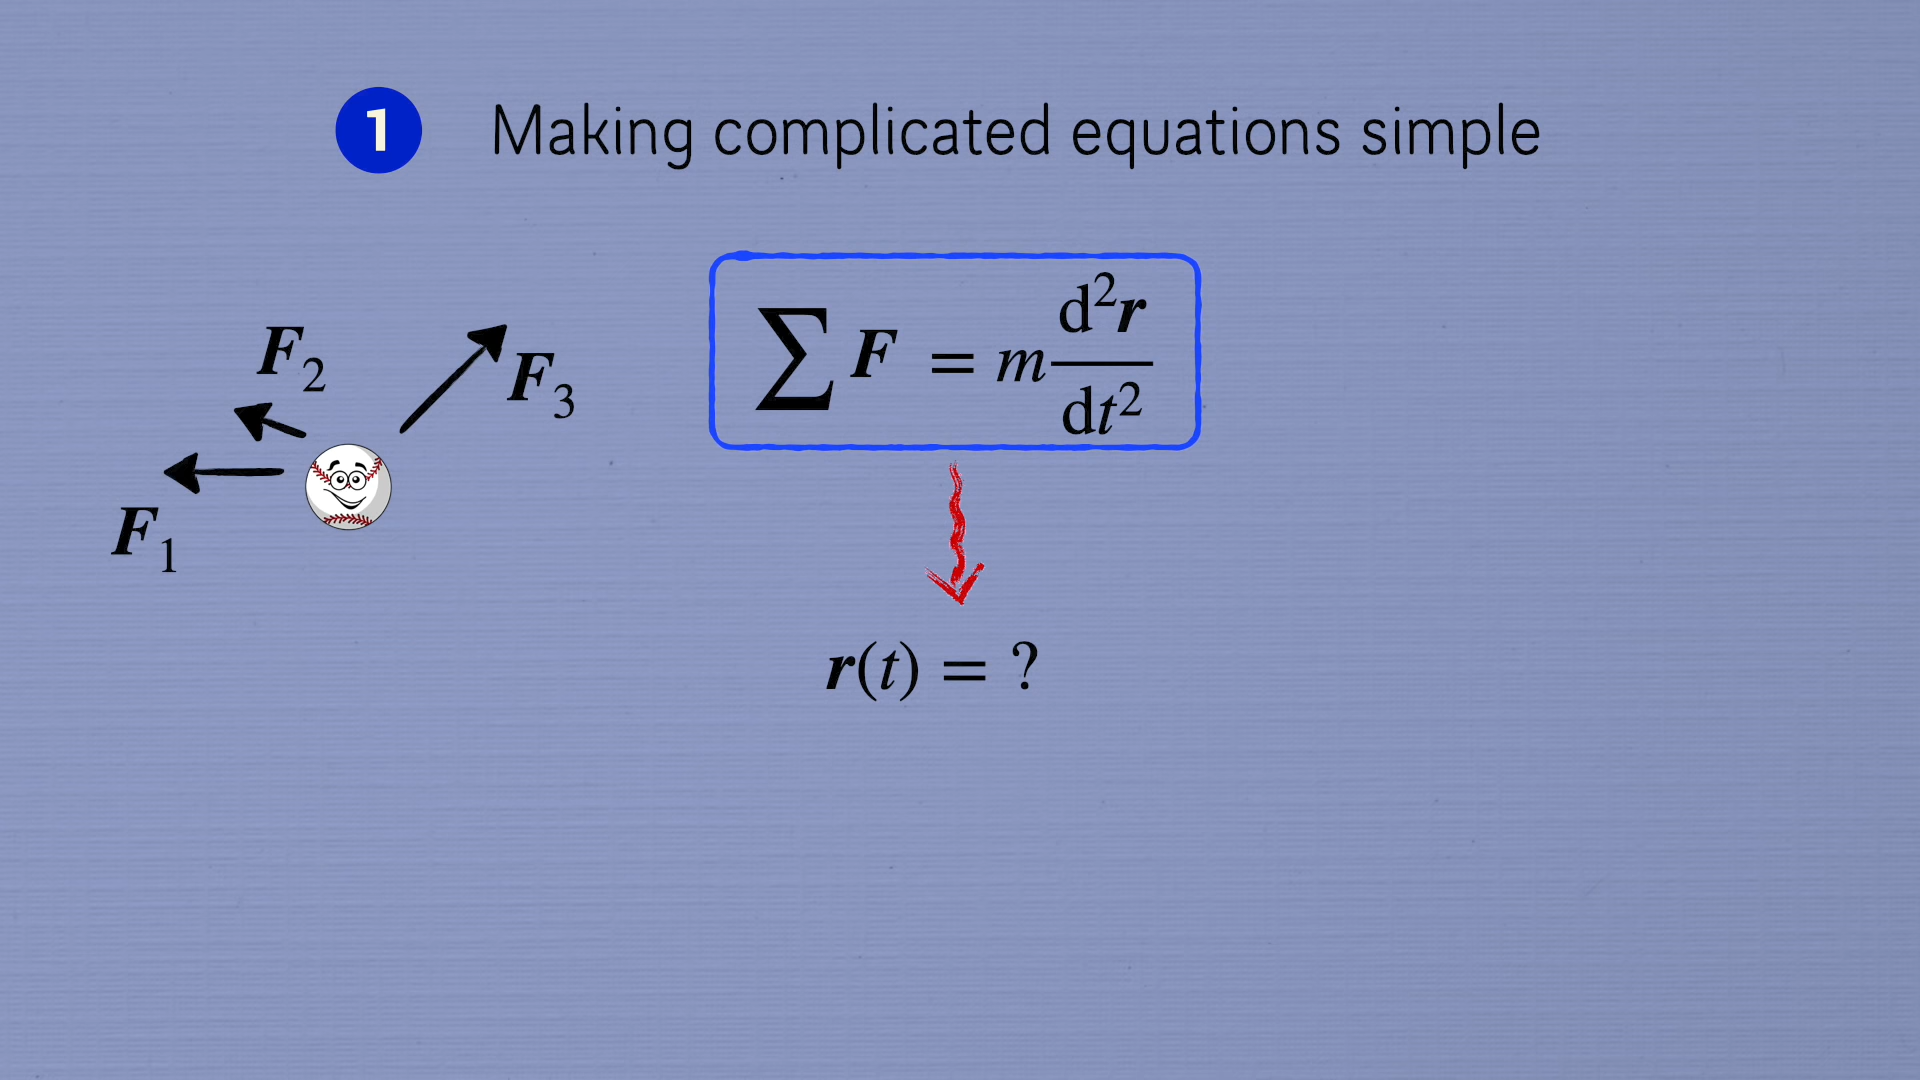 1 Making complicated equations simple
F₂
F₃
F₁
∑ F = m d²r/dt²
r(t) = ?